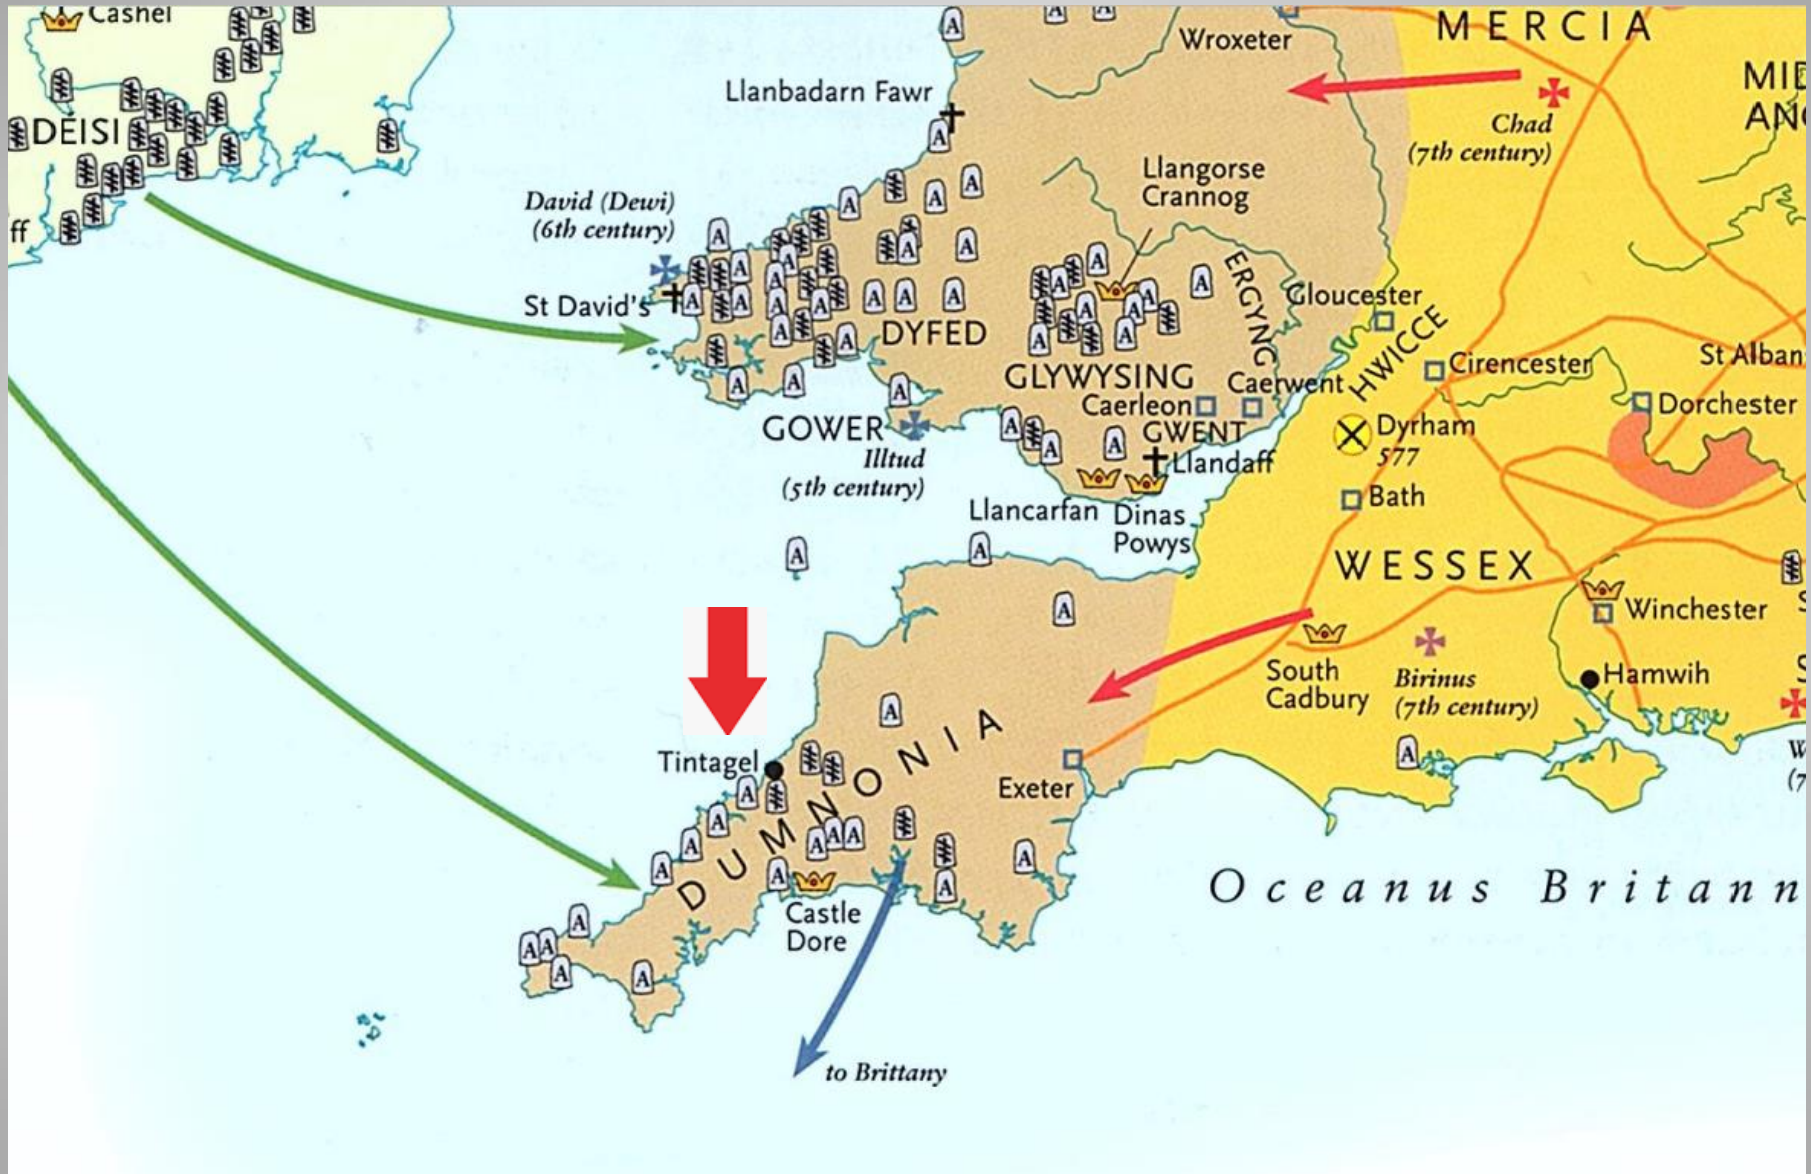 Cashel
DEISI
ff
Wroxeter
MERCIA
Llanbadarn Fawr
Chad
(7th century)
MID
ANG
David (Dewi)
(6th century)
St David's
Llangorse
Crannog
ERGYNG
Gloucester
HWICCE
Cirencester
St Alban
DYFED
GLYWYSING
Caerwent
Caerleon
Dorchester
GOWER
GWENT
Dyrham
577
Illtud
(5th century)
Llandaff
Bath
Llancarfan
Dinas
Powys
WESSEX
Winchester
South
Cadbury
Birinus
(7th century)
Hamwih
S
S
W
(7
Tintagel
DUMNONIA
Exeter
Castle
Dore
Oceanus Britann
to Brittany